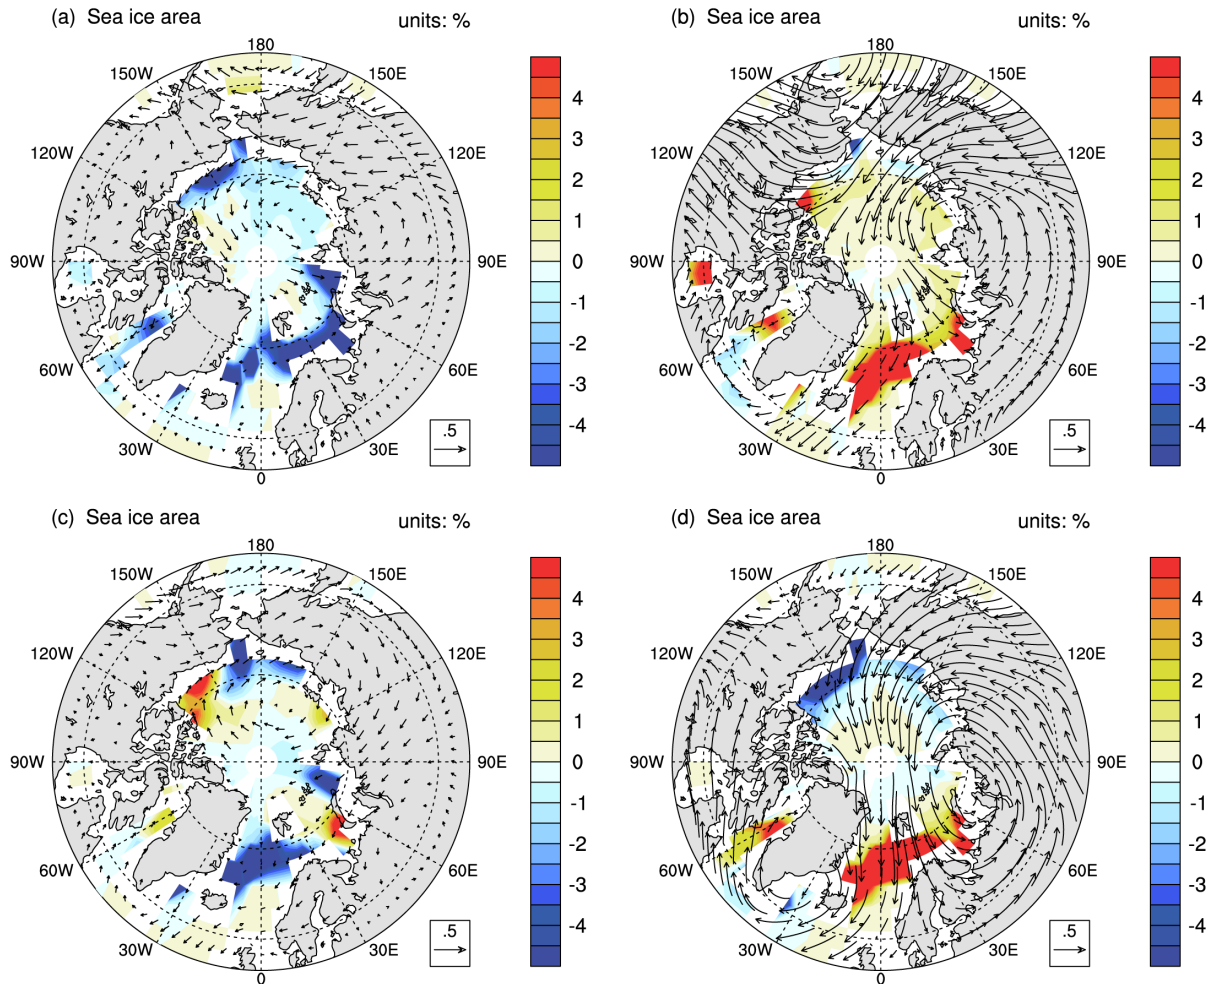 (a) Sea ice area units: %
(b) Sea ice area units: %
180 180
150W 150E 150W 150E
4 4
120W 120E 3 120W 120E 3
2 2
1 1
90W 90E 0 90W 90E 0
-1 -1
-2 -2
60W 60E -3 60W 60E -3
-4 -4
.5 .5
30W 30E 30W 30E
0 0
(c) Sea ice area units: %
(d) Sea ice area units: %
180 180
150W 150E 150W 150E
4 4
120W 120E 3 120W 120E 3
2 2
1 1
90W 90E 0 90W 90E 0
-1 -1
-2 -2
60W 60E -3 60W 60E -3
-4 -4
.5 .5
30W 30E 30W 30E
0 0